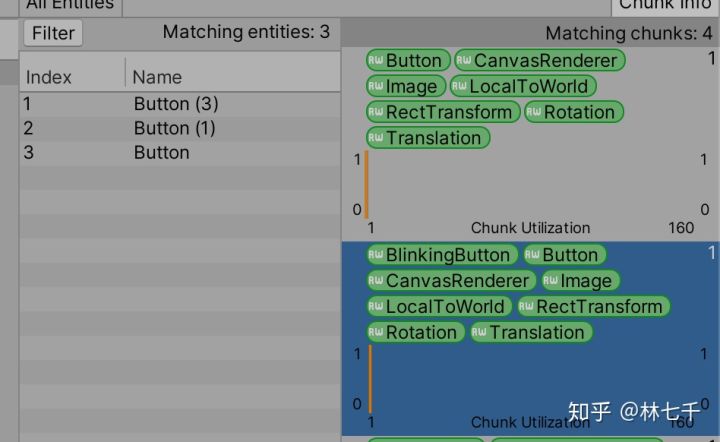 All Entities
Chunk Info
Filter
Matching entities: 3
Index
Name
1 Button (3)
2 Button (1)
3 Button
Matching chunks: 4
RW Button RW CanvasRenderer 1
RW Image RW LocalToWorld
RW RectTransform RW Rotation
RW Translation
1 1
0 0
1 Chunk Utilization 160
RW BlinkingButton RW Button 1
RW CanvasRenderer RW Image
RW LocalToWorld RW RectTransform
RW Rotation RW Translation
1 1
0 0
1 Chunk Utilization 160
知乎 @林七千